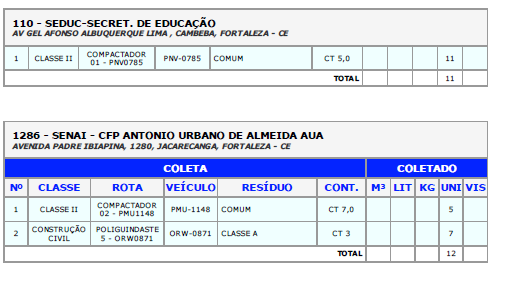 110 - SEDUC-SECRET. DE EDUCAÇÃO
AV GEL AFONSO ALBUQUERQUE LIMA , CAMBEBA, FORTALEZA - CE
1 CLASSE II COMPACTADOR 01 - PNV0785 PNV-0785 COMUM CT 5,0 11
TOTAL 11
1286 - SENAI - CFP ANTONIO URBANO DE ALMEIDA AUA
AVENIDA PADRE IBIAPINA, 1280, JACARECANGA, FORTALEZA - CE
COLETA COLETADO
Nº CLASSE ROTA VEÍCULO RESÍDUO CONT. M³ LIT KG UNI VIS
1 CLASSE II COMPACTADOR 02 - PMU1148 PMU-1148 COMUM CT 7,0 5
2 CONSTRUÇÃO CIVIL POLIGUINDASTE 5 - ORW0871 ORW-0871 CLASSE A CT 3 7
TOTAL 12